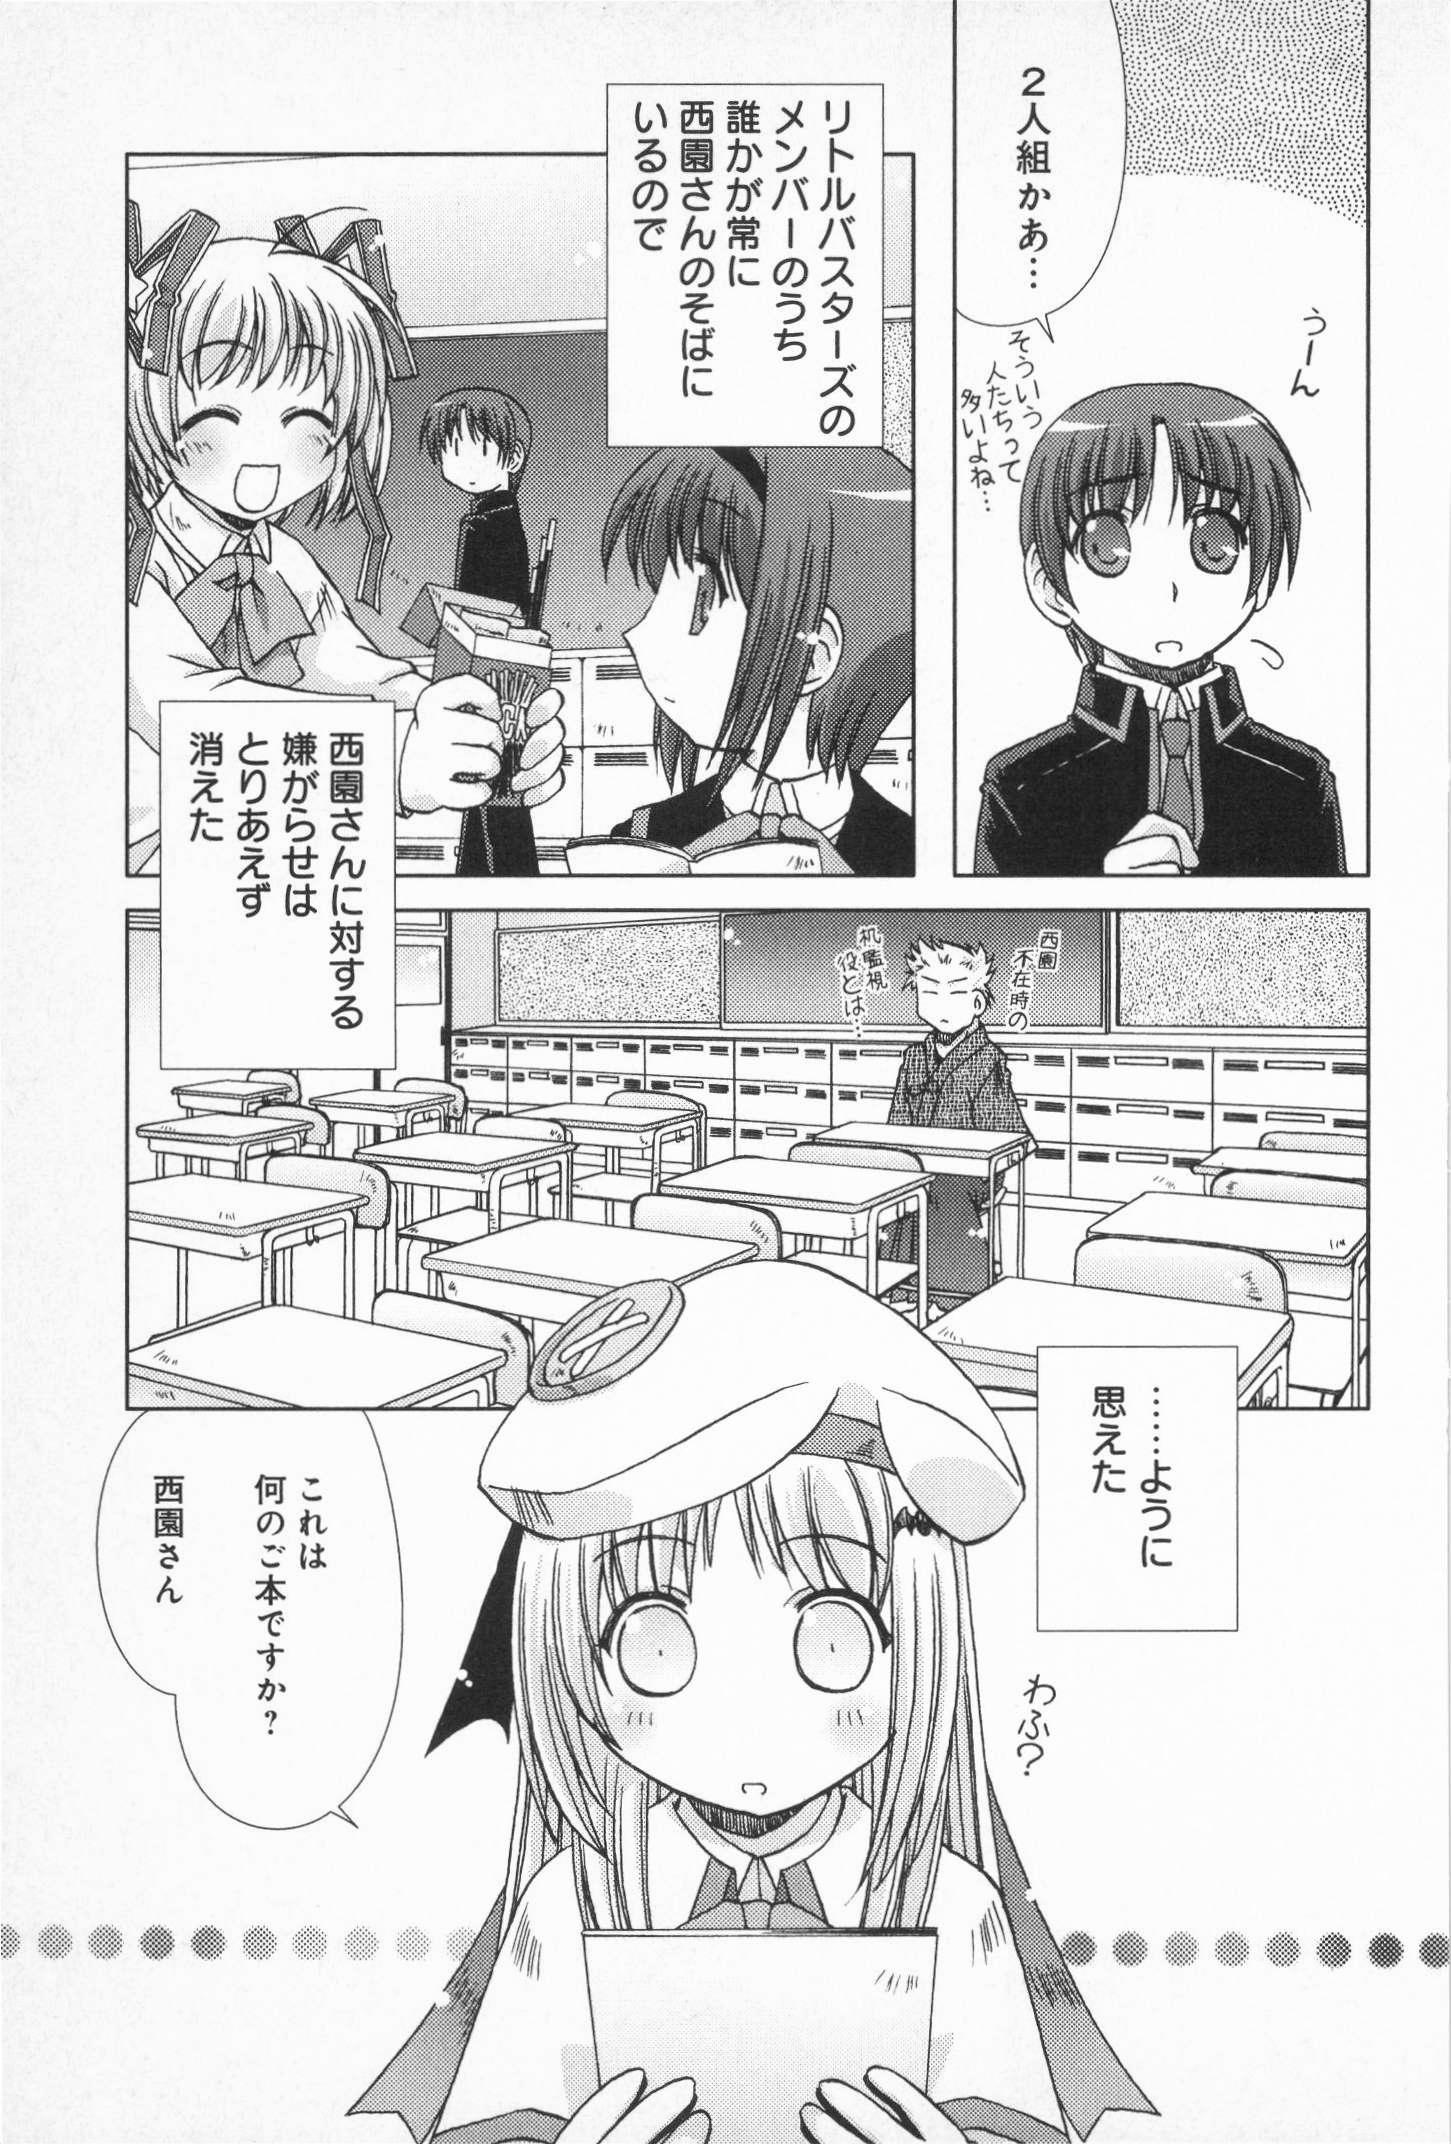 ２人組かあ…
うーん
そういう
人たちって
多いよね…
リトルバスターズの
メンバーのうち
誰かが常に
西園さんのそばに
いるので
西園さんに対する
嫌がらせは
とりあえず
消えた
西園
不在時の
机監視
役とは…
……ように
思えた
わふ？
これは
何のご本ですか？
西園さん